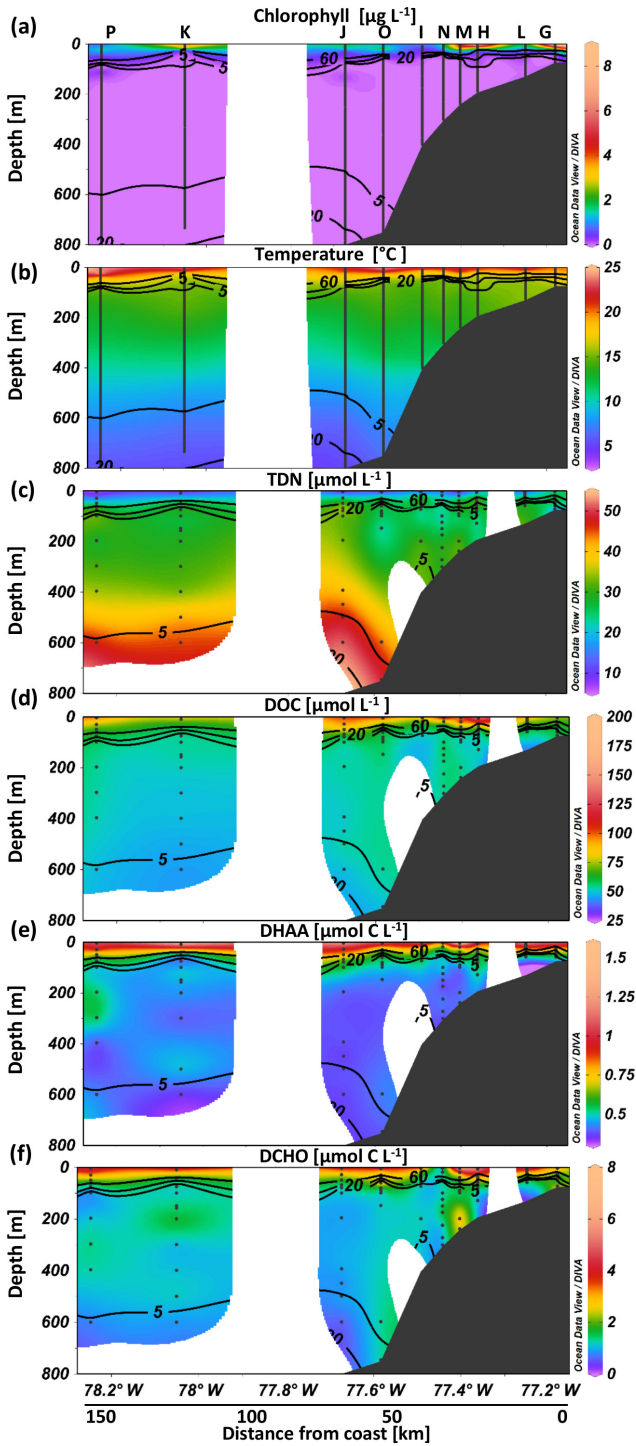 (a) Chlorophyll [µg L-1]
P K J O I N M H L G
0 200 400 600 800
Depth [m]
5 5 60 20 5 20 20
8 6 4 2 0
Ocean Data View / DIVA
(b) Temperature [°C]
0 200 400 600 800
Depth [m]
5 5 60 20 5 20 20
25 20 15 10 5
Ocean Data View / DIVA
(c) TDN [µmol L-1]
0 200 400 600 800
Depth [m]
5 20 60 5 5 20
50 40 30 20 10
Ocean Data View / DIVA
(d) DOC [µmol L-1]
0 200 400 600 800
Depth [m]
5 20 60 5 5
200 175 150 125 100 75 50 25
Ocean Data View / DIVA
(e) DHAA [µmol C L-1]
0 200 400 600 800
Depth [m]
5 20 60 5 5 20
1.5 1.25 1 0.75 0.5
Ocean Data View / DIVA
(f) DCHO [µmol C L-1]
0 200 400 600 800
Depth [m]
5 20 60 5 5 20
8 6 4 2 0
Ocean Data View / DIVA
78.2°W 78°W 77.8°W 77.6°W 77.4°W 77.2°W
150 100 50 0
Distance from coast [km]